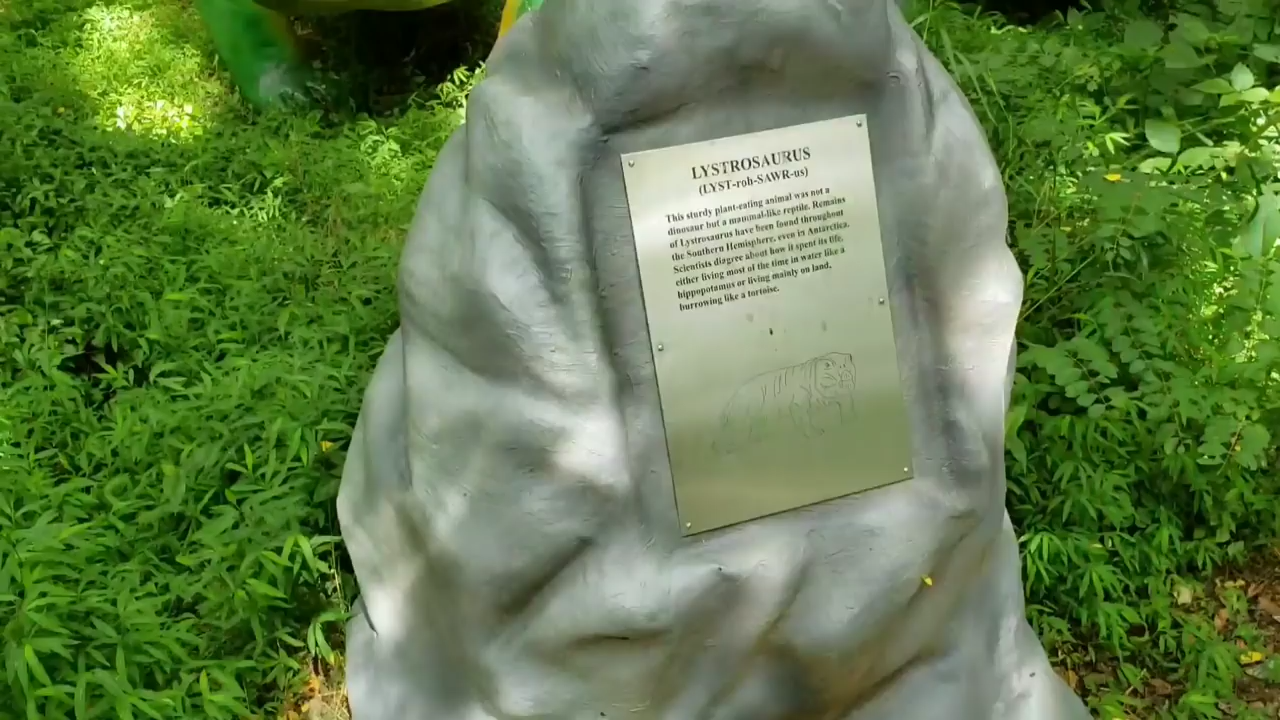 LYSTROSAURUS
(LYST-roh-SAWR-us)
This sturdy plant-eating animal was not a
dinosaur but a mammal-like reptile. Remains
of Lystrosaurus have been found throughout
the Southern Hemisphere, even in Antarctica.
Scientists diagree about how it spent its life,
either living most of the time in water like a
hippopotamus or living mainly on land,
burrowing like a tortoise.